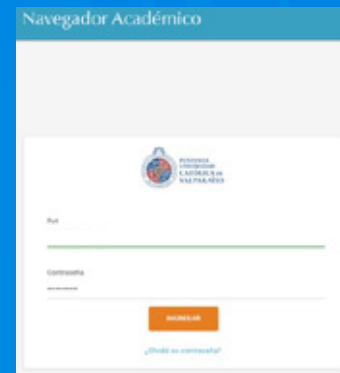 Navegador Académico
PONTIFICIA
UNIVERSIDAD
CATÓLICA DE
VALPARAÍSO
Rut
Contraseña
INGRESAR
¿Olvidó su contraseña?